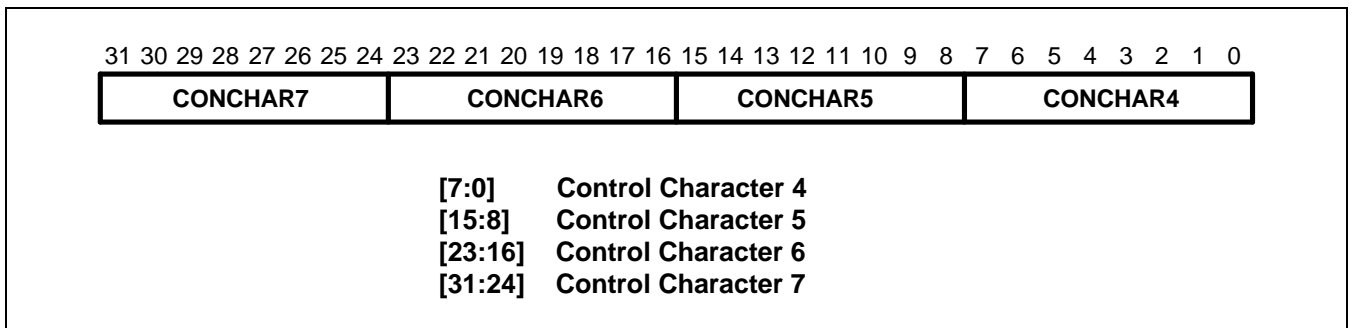 31 30 29 28 27 26 25 24 23 22 21 20 19 18 17 16 15 14 13 12 11 10 9 8 7 6 5 4 3 2 1 0
CONCHAR7 CONCHAR6 CONCHAR5 CONCHAR4
[7:0] Control Character 4
[15:8] Control Character 5
[23:16] Control Character 6
[31:24] Control Character 7